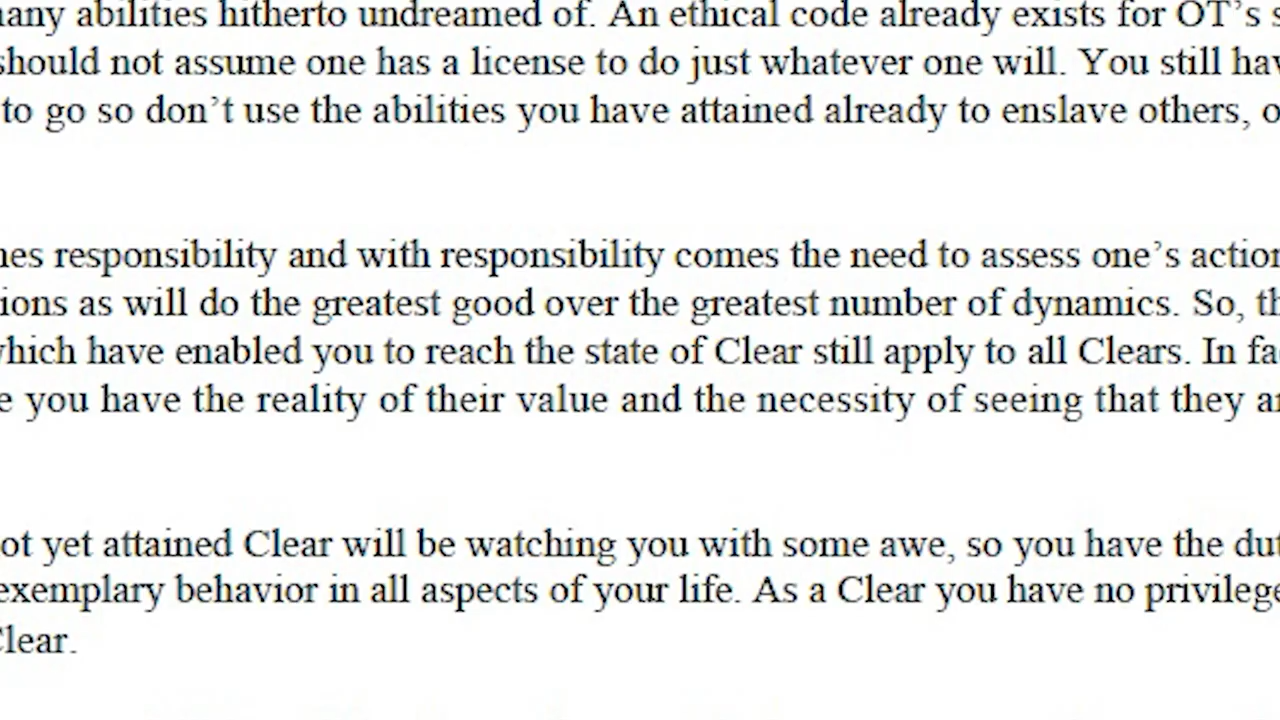 many abilities hitherto undreamed of. An ethical code already exists for OT's s
should not assume one has a license to do just whatever one will. You still hav
to go so don't use the abilities you have attained already to enslave others, o
nes responsibility and with responsibility comes the need to assess one's action
ions as will do the greatest good over the greatest number of dynamics. So, th
which have enabled you to reach the state of Clear still apply to all Clears. In fa
e you have the reality of their value and the necessity of seeing that they ar
ot yet attained Clear will be watching you with some awe, so you have the dut
exemplary behavior in all aspects of your life. As a Clear you have no privilege
Clear.